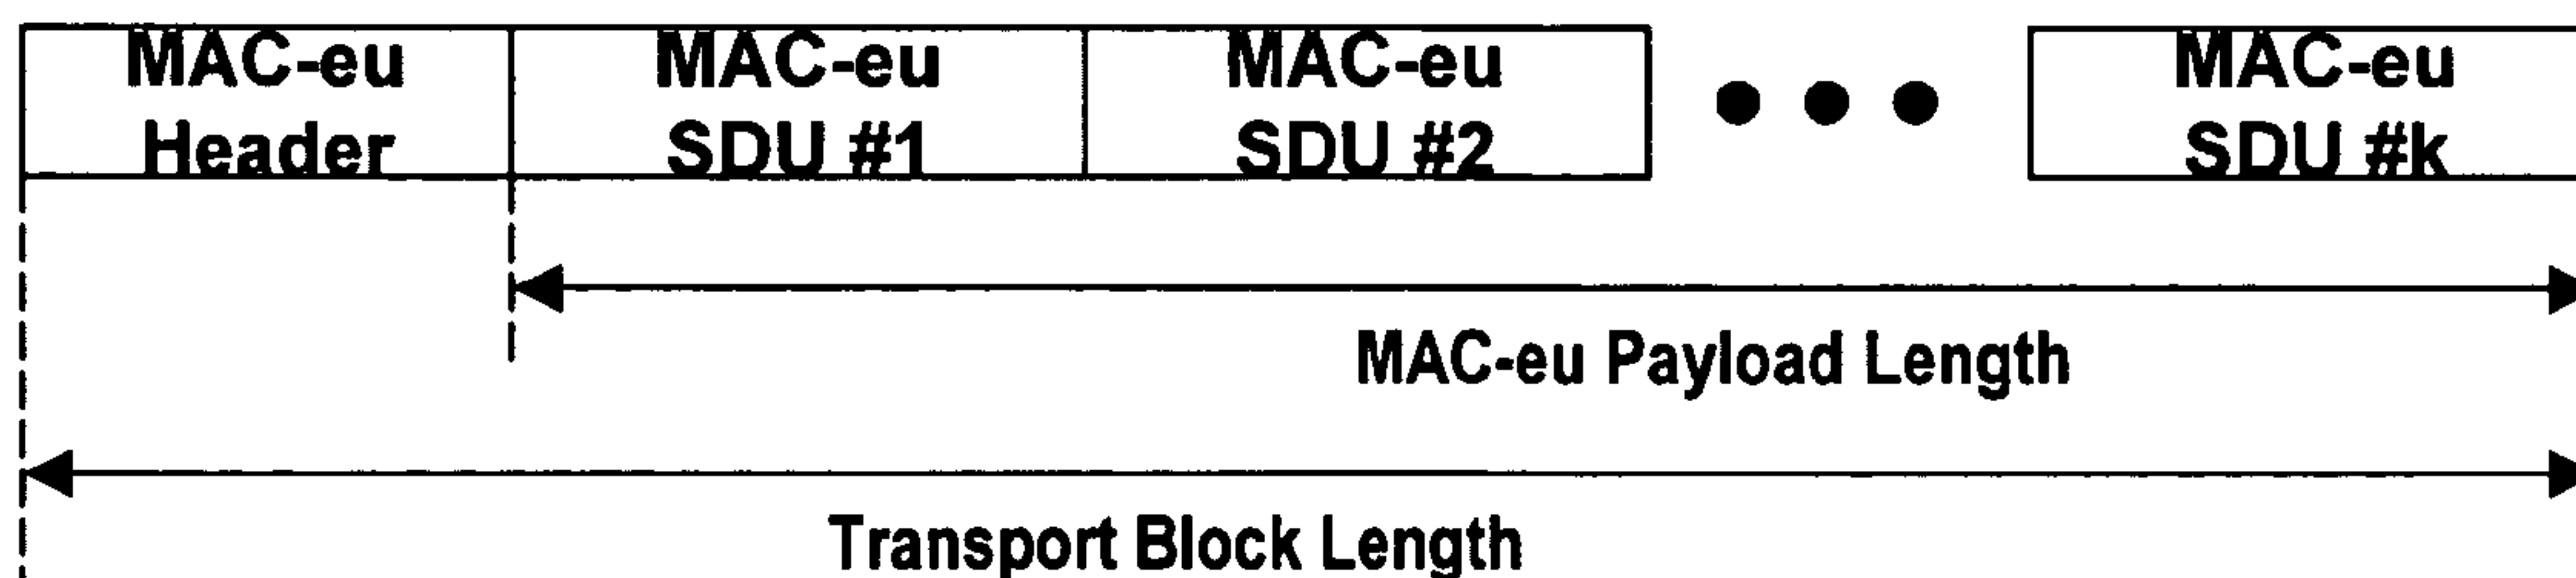 MAC-eu
Header
MAC-eu
SDU #1
MAC-eu
SDU #2
MAC-eu
SDU #k
MAC-eu Payload Length
Transport Block Length